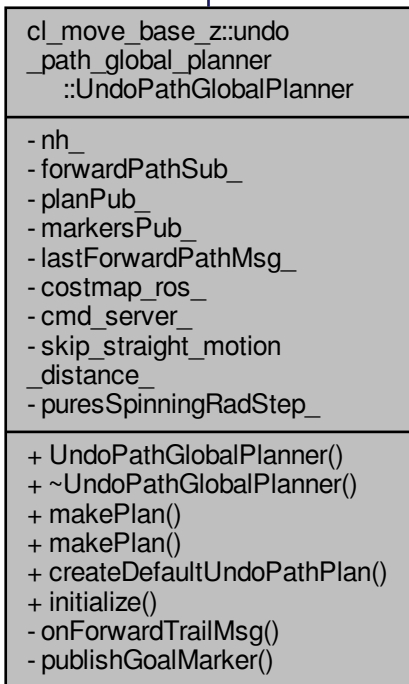 cl_move_base_z::undo
_path_global_planner
::UndoPathGlobalPlanner
- nh_
- forwardPathSub_
- planPub_
- markersPub_
- lastForwardPathMsg_
- costmap_ros_
- cmd_server_
- skip_straight_motion
_distance_
- puresSpinningRadStep_
+ UndoPathGlobalPlanner()
+ ~UndoPathGlobalPlanner()
+ makePlan()
+ makePlan()
+ createDefaultUndoPathPlan()
+ initialize()
- onForwardTrailMsg()
- publishGoalMarker()